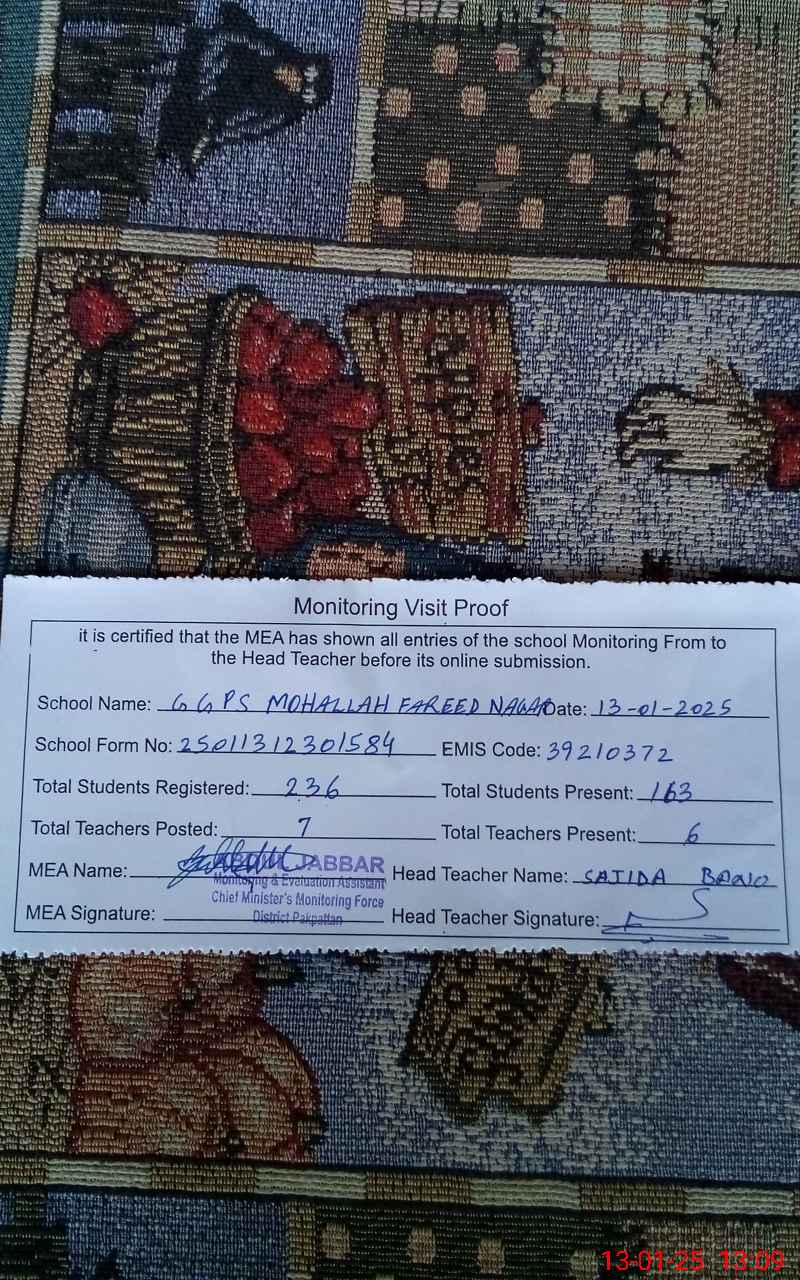 Monitoring Visit Proof
it is certified that the MEA has shown all entries of the school Monitoring From to
the Head Teacher before its online submission.
School Name: GGPS MOHALLAH FAREED NAGAR Date: 13-01-2025
School Form No: 25011312301584 EMIS Code: 39210372
Total Students Registered: 236 Total Students Present: 163
Total Teachers Posted: 7 Total Teachers Present: 6
MEA Name: JABBAR Head Teacher Name: SAJIDA BANO
Monitoring & Evaluation Assistant
Chief Minister's Monitoring Force
District Pakpattan
MEA Signature: Head Teacher Signature:
13-01-25 13:09